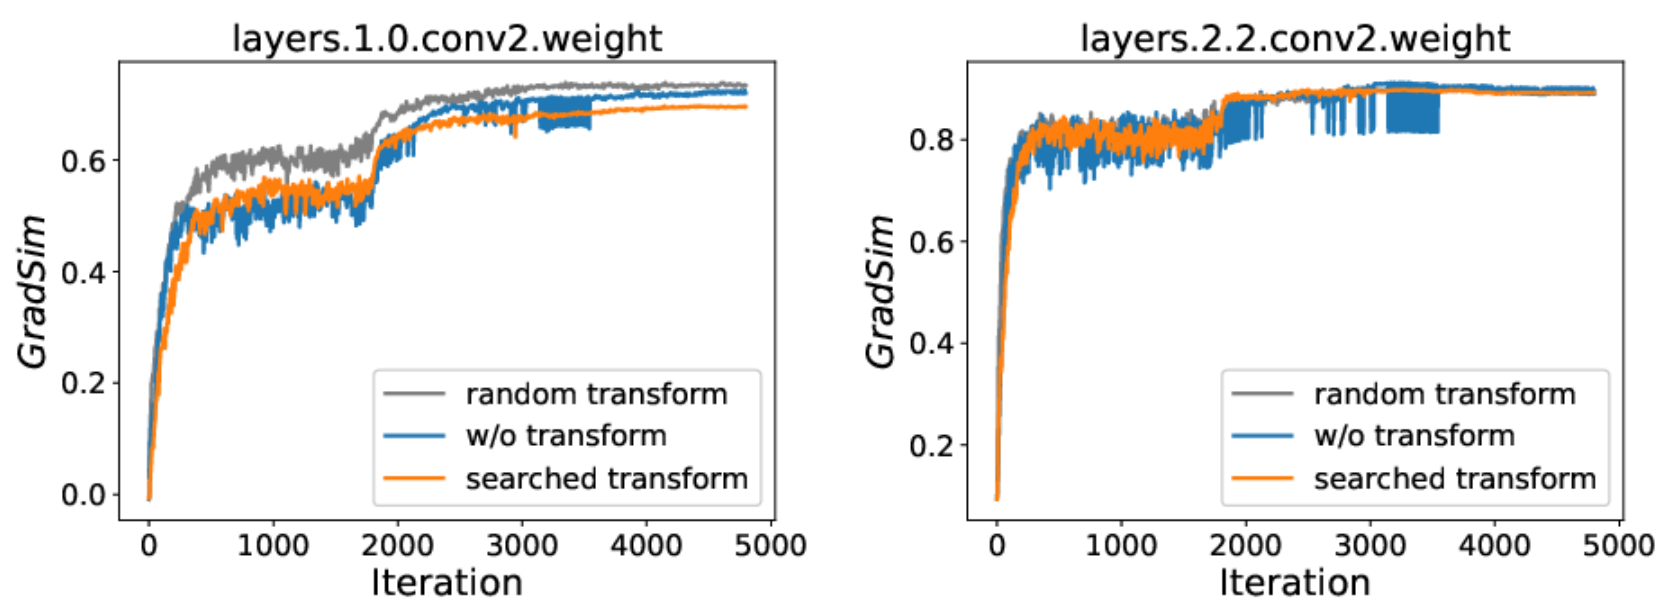 layers.1.0.conv2.weight
GradSim
0.6
0.4
0.2
0.0
random transform
w/o transform
searched transform
0 1000 2000 3000 4000 5000
Iteration
layers.2.2.conv2.weight
GradSim
0.8
0.6
0.4
0.2
random transform
w/o transform
searched transform
0 1000 2000 3000 4000 5000
Iteration